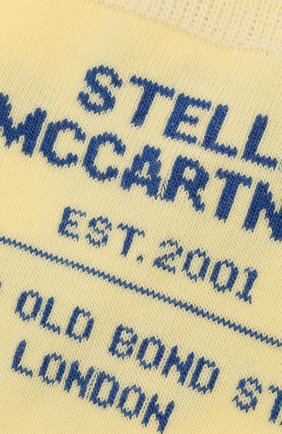 STELL
MCCARTN
EST. 2001
OLD BOND ST
LONDON